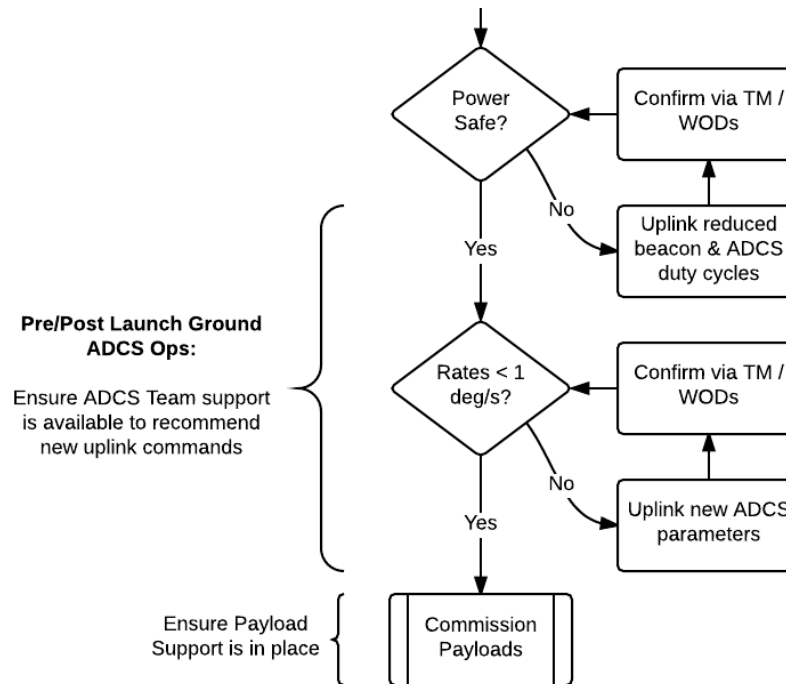 Power
Safe?
Confirm via TM /
WODs
No
Uplink reduced
beacon & ADCS
duty cycles
Yes
Pre/Post Launch Ground
ADCS Ops:
Ensure ADCS Team support
is available to recommend
new uplink commands
Rates < 1
deg/s?
Confirm via TM /
WODs
No
Uplink new ADCS
parameters
Yes
Ensure Payload
Support is in place
Commission
Payloads